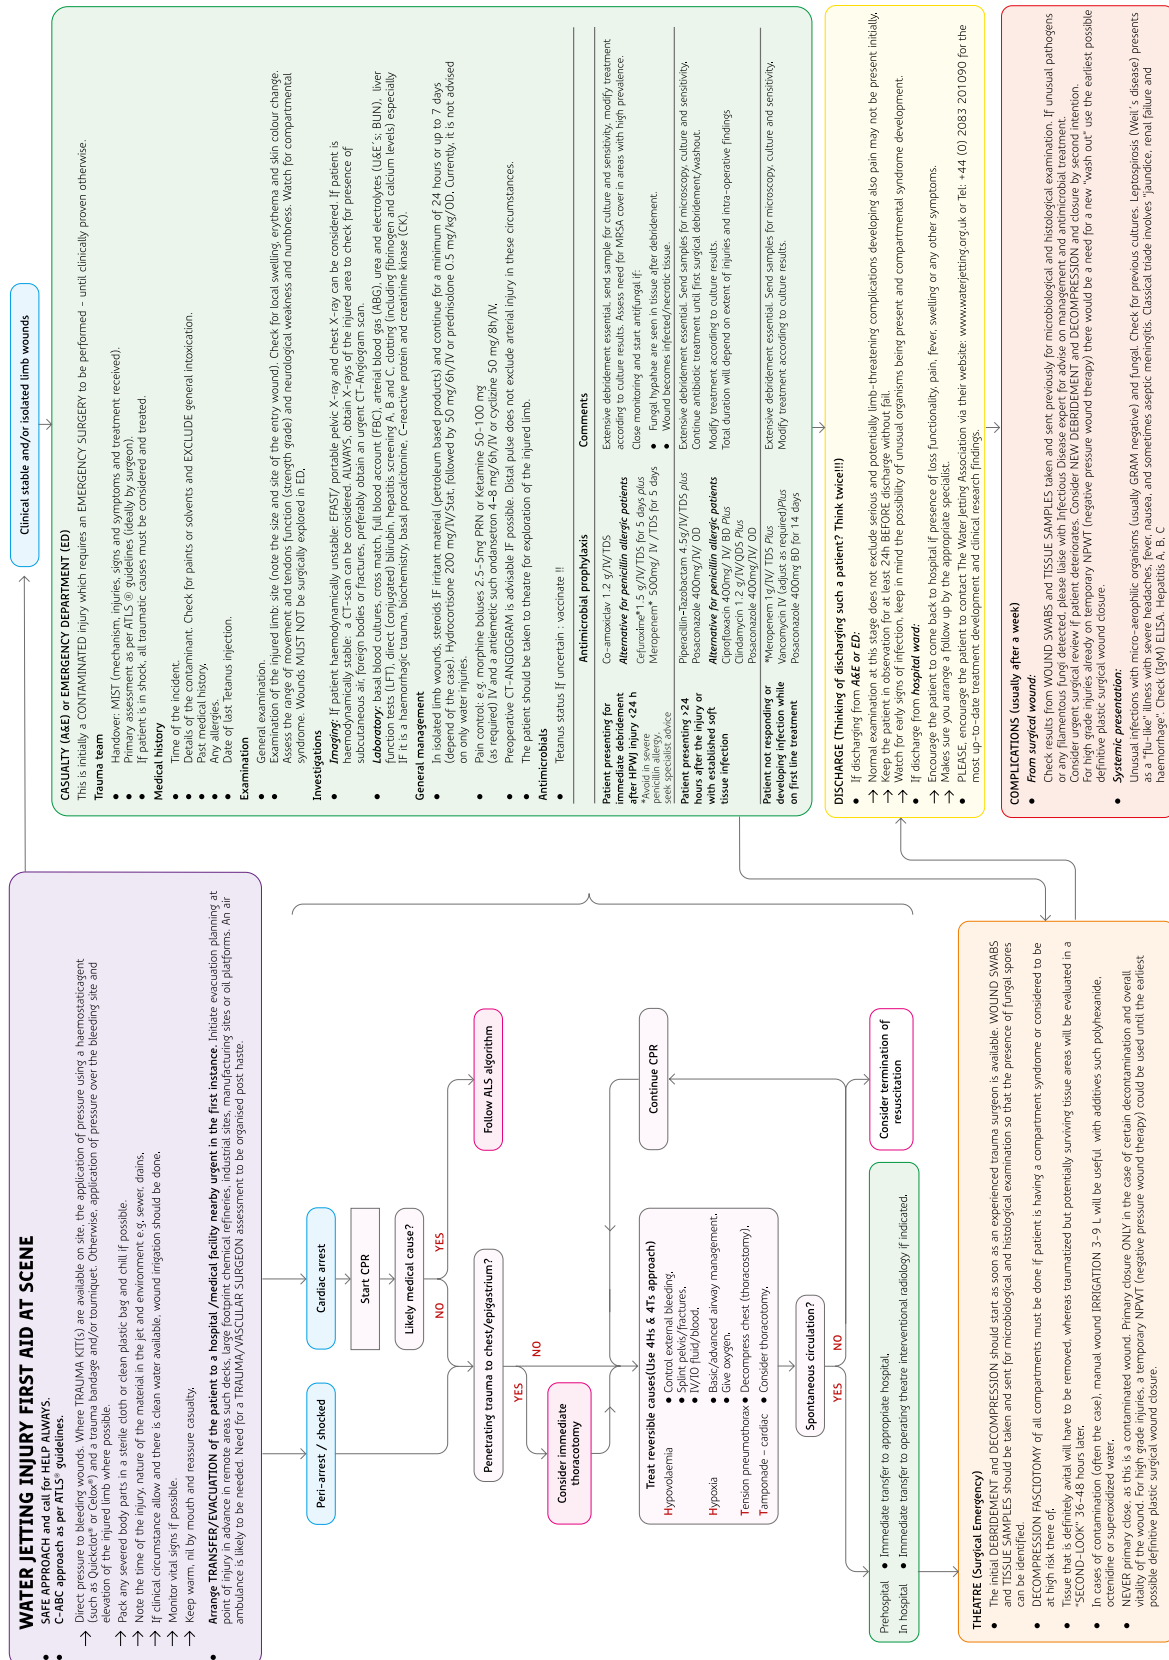 WATER JETTING INJURY FIRST AID AT SCENE
● SAFE APPROACH and call for HELP ALWAYS.
● C-ABC approach as per ATLS® guidelines.
→ Direct pressure to bleeding wounds. Where TRAUMA KIT(s) are available on site, the application of pressure using a haemostaticagent
(such as Quickclot® or Celox®) and a trauma bandage and/or tourniquet. Otherwise, application of pressure over the bleeding site and
elevation of the injured limb where possible.
→ Pack any severed body parts in a sterile cloth or clean plastic bag and chill if possible.
→ Note the time of the injury, nature of the material in the jet and environment e.g. sewer, drains.
→ If clinical circumstance allow and there is clean water available, wound irrigation should be done.
→ Monitor vital signs if possible.
→ Keep warm, nil by mouth and reassure casualty.
● Arrange TRANSFER/EVACUATION of the patient to a hospital /medical facility nearby urgent in the first instance. Initiate evacuation planning at
point of injury in advance in remote areas such decks, large footprint chemical refineries, industrial sites, manufacturing sites or oil platforms. An air
ambulance is likely to be needed. Need for a TRAUMA/VASCULAR SURGEON assessment to be organised post haste.
Peri-arrest / shocked
Cardiac arrest
Start CPR
Likely medical cause?
NO
YES
Penetrating trauma to chest/epigastrium?
Follow ALS algorithm
YES
NO
Consider immediate
thoracotomy
Treat reversible causes(Use 4Hs & 4Ts approach)
Hypovolaemia ● Control external bleeding.
● Splint pelvis/fractures.
● IV/IO fluid/blood.
Hypoxia ● Basic/advanced airway management.
● Give oxygen.
Tension pneumothorax ● Decompress chest (thoracostomy).
Tamponade - cardiac ● Consider thoracotomy.
Continue CPR
Spontaneous circulation?
YES
NO
Prehospital ● Immediate transfer to appropriate hospital.
In hospital ● Immediate transfer to operating theatre interventional radiology if indicated.
Consider termination of
resuscitation
THEATRE (Surgical Emergency)
● The initial DEBRIDEMENT and DECOMPRESSION should start as soon as an experienced trauma surgeon is available. WOUND SWABS
and TISSUE SAMPLES should be taken and sent for microbiological and histological examination so that the presence of fungal spores
can be identified.
● DECOMPRESSION FASCIOTOMY of all compartments must be done if patient is having a compartment syndrome or considered to be
at high risk there of.
● Tissue that is definitely avital will have to be removed, whereas traumatized but potentially surviving tissue areas will be evaluated in a
"SECOND-LOOK" 36-48 hours later.
● In cases of contamination (often the case), manual wound IRRIGATION 3-9 L will be useful with additives such polyhexanide,
octenidine or superoxidized water.
● NEVER primary close, as this is a contaminated wound. Primary closure ONLY in the case of certain decontamination and overall
vitality of the wound. For high grade injuries, a temporary NPWT (negative pressure wound therapy) could be used until the earliest
possible definitive plastic surgical wound closure.
Clinical stable and/or isolated limb wounds
CASUALTY (A&E) or EMERGENCY DEPARTMENT (ED)
This is initially a CONTAMINATED injury which requires an EMERGENCY SURGERY to be performed - until clinically proven otherwise.
Trauma team
● Handover: MIST (mechanism, injuries, signs and symptoms and treatment received).
● Primary assessment as per ATLS ® guidelines (ideally by surgeon).
● If patient is in shock, all traumatic causes must be considered and treated.
Medical history
● Time of the incident.
● Details of the contaminant. Check for paints or solvents and EXCLUDE general intoxication.
● Past medical history,
● Any allergies.
● Date of last Tetanus injection.
Examination
● General examination.
● Examination of the injured limb: site (note the size and site of the entry wound). Check for local swelling, erythema and skin colour change.
Assess the range of movement and tendons function (strength grade) and neurological weakness and numbness. Watch for compartmental
syndrome. Wounds MUST NOT be surgically explored in ED.
Investigations
● Imaging: If patient haemodynamically unstable: EFAST/ portable pelvic X-ray and chest X-ray can be considered. If patient is
haemodynamically stable: a CT-scan can be considered. ALWAYS, obtain X-rays of the injured area to check for presence of
subcutaneous air, foreign bodies or fractures, preferably obtain an urgent CT-Angiogram scan.
● Laboratory: basal blood cultures, cross match, full blood account (FBC), arterial blood gas (ABG), urea and electrolytes (U&E´s; BUN), liver
function tests (LFT), direct (conjugated) bilirubin, hepatitis screening A, B and C, clotting (including fibrinogen and calcium levels) especially
IF it is a haemorrhagic trauma, biochemistry, basal procalcitonine, C-reactive protein and creatinine kinase (CK).
General management
● In isolated limb wounds, steroids IF irritant material (petroleum based products) and continue for a minimum of 24 hours or up to 7 days
(depend of the case). Hydrocortisone 200 mg/IV/Stat, followed by 50 mg/6h/IV or prednisolone 0.5 mg/kg/OD. Currently, it is not advised
on only water injuries.
● Pain control: e.g. morphine boluses 2.5-5mg PRN or Ketamine 50-100 mg
(as required) IV and a antiemetic such ondansetron 4-8 mg/6h/IV or cyclizine 50 mg/8h/IV.
● Preoperative CT-ANGIOGRAM is advisable IF possible. Distal pulse does not exclude arterial injury in these circumstances.
● The patient should be taken to theatre for exploration of the injured limb.
Antimicrobials
● Tetanus status If uncertain : vaccinate !!
Antimicrobial prophylaxis
Comments
Patient presenting for
immediate debridement
after HPWJ injury <24 h
*Avoid in severe
penicillin allergy,
seek specialist advice
Co-amoxiclav 1.2 g/IV/TDS
Alternative for penicillin allergic patients
Cefuroxime*1.5 g/IV/TDS for 5 days plus
Meropenem* 500mg/ IV /TDS for 5 days
Extensive debridement essential, send sample for culture and sensitivity, modify treatment
according to culture results. Assess need for MRSA cover in areas with high prevalence.
Close monitoring and start antifungal if:
● Fungal hypahae are seen in tissue after debridement.
● Wound becomes infected/necrotic tissue.
Patient presenting >24
hours after the injury or
with established soft
tissue infection
Piperacillin-Tazobactam 4.5g/IV/TDS plus
Posaconazole 400mg/IV/ OD
Alternative for penicillin allergic patients
Ciprofloxacin 400mg/ IV/ BD Plus
Clindamycin 1.2 g/IV/QDS Plus
Posaconazole 400mg/IV/ OD
Extensive debridement essential. Send samples for microscopy, culture and sensitivity.
Continue antibiotic treatment until first surgical debridement/washout.
Modify treatment according to culture results.
Total duration will depend on extent of injuries and intra-operative findings
Patient not responding or
developing infection while
on first line treatment
*Meropenem 1g/IV/ TDS Plus
Vancomycin IV (adjust as required)Plus
Posaconazole 400mg BD for 14 days
Extensive debridement essential. Send samples for microscopy, culture and sensitivity,
Modify treatment according to culture results.
DISCHARGE (Thinking of discharging such a patient? Think twice!!!)
● If discharging from A&E or ED:
→ Normal examination at this stage does not exclude serious and potentially limb-threatening complications developing also pain may not be present initially.
→ Keep the patient in observation for at least 24h BEFORE discharge without fail.
→ Watch for early signs of infection, keep in mind the possibility of unusual organisms being present and compartmental syndrome development.
● If discharge from hospital ward:
→ Encourage the patient to come back to hospital if presence of loss functionality, pain, fever, swelling or any other symptoms.
→ Makes sure you arrange a follow up by the appropriate specialist.
● PLEASE, encourage the patient to contact The Water Jetting Association via their website: www.waterjetting.org.uk or Tel: +44 (0) 2083 201090 for the
most up-to-date treatment development and clinical research findings.
COMPLICATIONS (usually after a week)
● From surgical wound:
Check results from WOUND SWABS and TISSUE SAMPLES taken and sent previously for microbiological and histological examination. If unusual pathogens
or any filamentous fungi detected, please liaise with Infectious Disease expert for advise on management and antimicrobial treatment.
Consider urgent surgical review if patient deteriorates. Consider NEW DEBRIDEMENT and DECOMPRESSION and closure by second intention.
For high grade injuries already on temporary NPWT (negative pressure wound therapy) there would be a need for a new "wash out" use the earliest possible
definitive plastic surgical wound closure.
● Systemic presentation:
Unusual infections with micro-aerophilic organisms (usually GRAM negative) and fungal. Check for previous cultures. Leptospirosis (Weil´s disease) presents
as a "flu-like" illness with severe headaches, fever, nausea, and sometimes aseptic meningitis. Classical triade involves "jaundice, renal failure and
haemorrhage". Check (IgM) ELISA. Hepatitis A, B, C